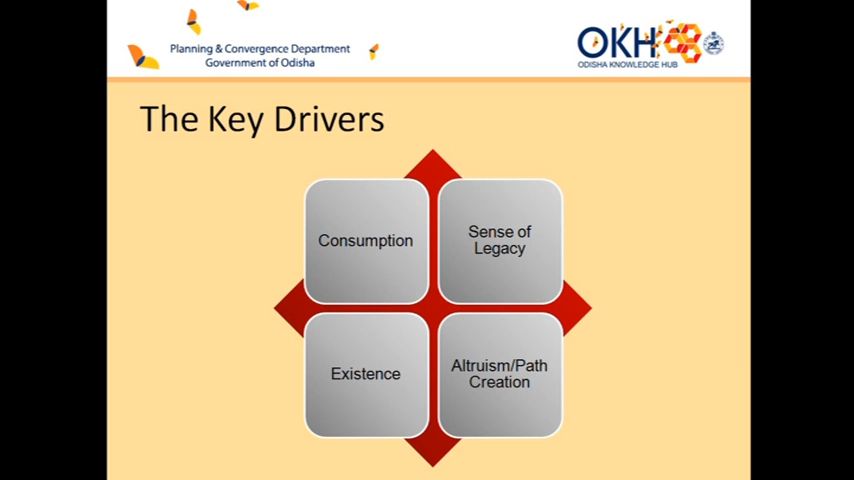 Planning & Convergence Department
Government of Odisha
OKH
ODISHA KNOWLEDGE HUB
The Key Drivers
Consumption
Sense of
Legacy
Existence
Altruism/Path
Creation